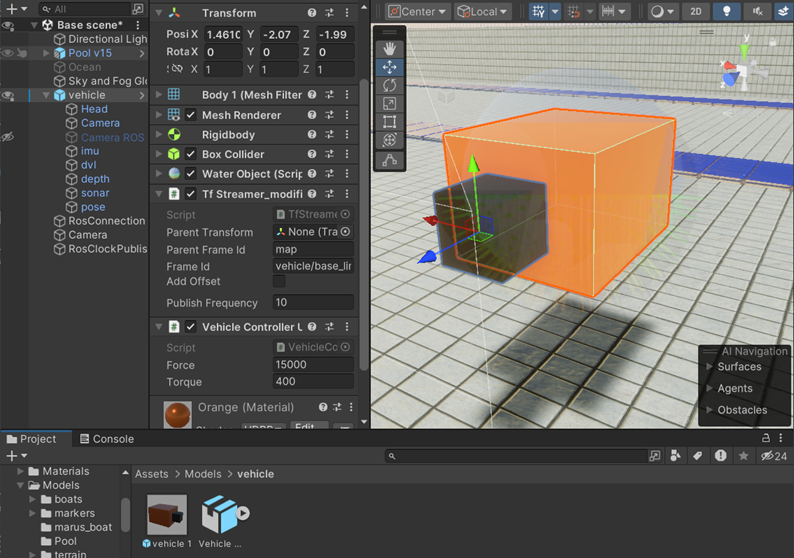 All
Center
Local
2D
Base scene*
Directional Ligh
Pool v15
Ocean
Sky and Fog Glo
vehicle
Head
Camera
Camera ROS
imu
dvl
depth
sonar
pose
RosConnection
Camera
RosClockPublis
Transform
Posi X 1.4610 Y -2.07 Z -1.99
Rota X 0 Y 0 Z 0
X 1 Y 1 Z 1
Body 1 (Mesh Filter
Mesh Renderer
Rigidbody
Box Collider
Water Object (Scrip
Tf Streamer_modifi
Script TfStreame
Parent Transform None (Tra
Parent Frame Id map
Frame Id vehicle/base_lin
Add Offset
Publish Frequency 10
Vehicle Controller U
Script VehicleCo
Force 15000
Torque 400
Orange (Material)
Edit...
y
x
z
AI Navigation
Surfaces
Agents
Obstacles
Project
Console
24
Materials
Models
boats
markers
marus_boat
Pool
terrain
Assets > Models > vehicle
vehicle 1
Vehicle ...